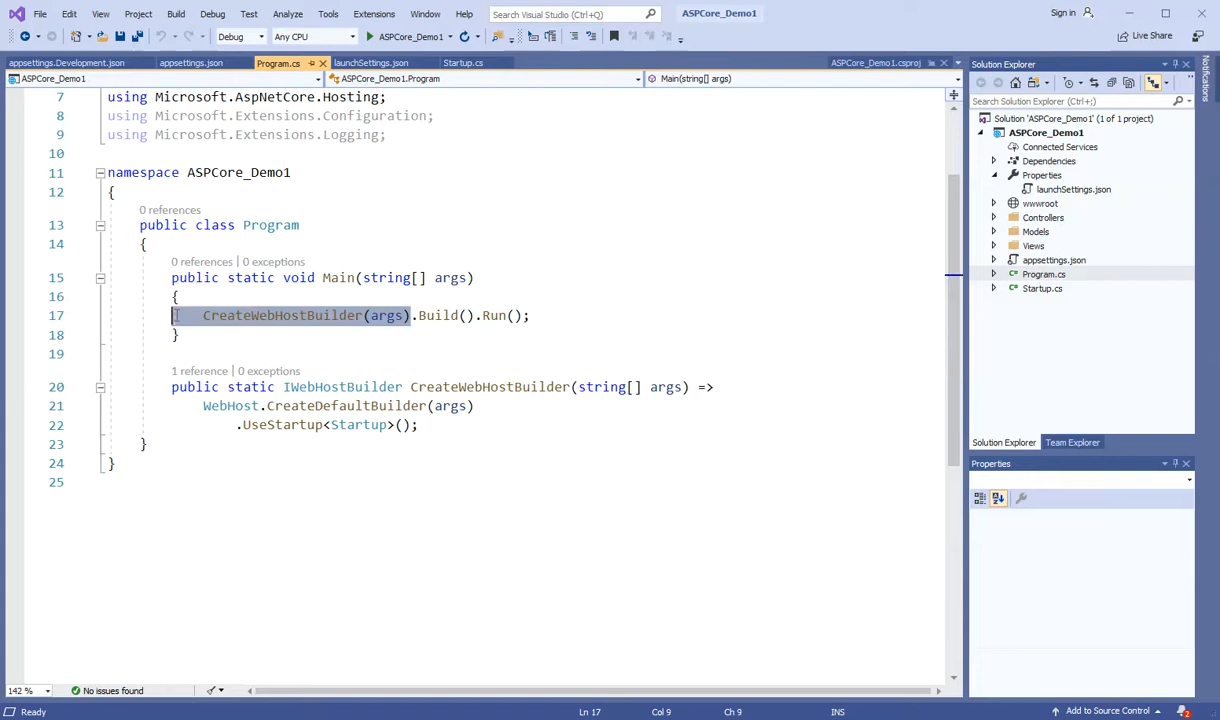 File Edit View Project Build Debug Test Analyze Tools Extensions Window Help Search Visual Studio (Ctrl+Q) ASPCore_Demo1 Sign in
Debug Any CPU ASPCore_Demo1 Live Share
appsettings.Development.json appsettings.json Program.cs launchSettings.json Startup.cs ASPCore_Demo1.csproj
ASPCore_Demo1 ASPCore_Demo1.Program Main(string[] args)
7 using Microsoft.AspNetCore.Hosting;
8 using Microsoft.Extensions.Configuration;
9 using Microsoft.Extensions.Logging;
10
11 namespace ASPCore_Demo1
12 {
0 references
13 public class Program
14 {
0 references | 0 exceptions
15 public static void Main(string[] args)
16 {
17 CreateWebHostBuilder(args).Build().Run();
18 }
19
1 reference | 0 exceptions
20 public static IWebHostBuilder CreateWebHostBuilder(string[] args) =>
21 WebHost.CreateDefaultBuilder(args)
22 .UseStartup<Startup>();
23 }
24 }
25
142 % No issues found
Solution Explorer
Search Solution Explorer (Ctrl+;)
Solution 'ASPCore_Demo1' (1 of 1 project)
ASPCore_Demo1
Connected Services
Dependencies
Properties
launchSettings.json
wwwroot
Controllers
Models
Views
appsettings.json
C# Program.cs
C# Startup.cs
Solution Explorer Team Explorer
Properties
Notifications
Ready Ln 17 Col 9 Ch 9 INS Add to Source Control 2